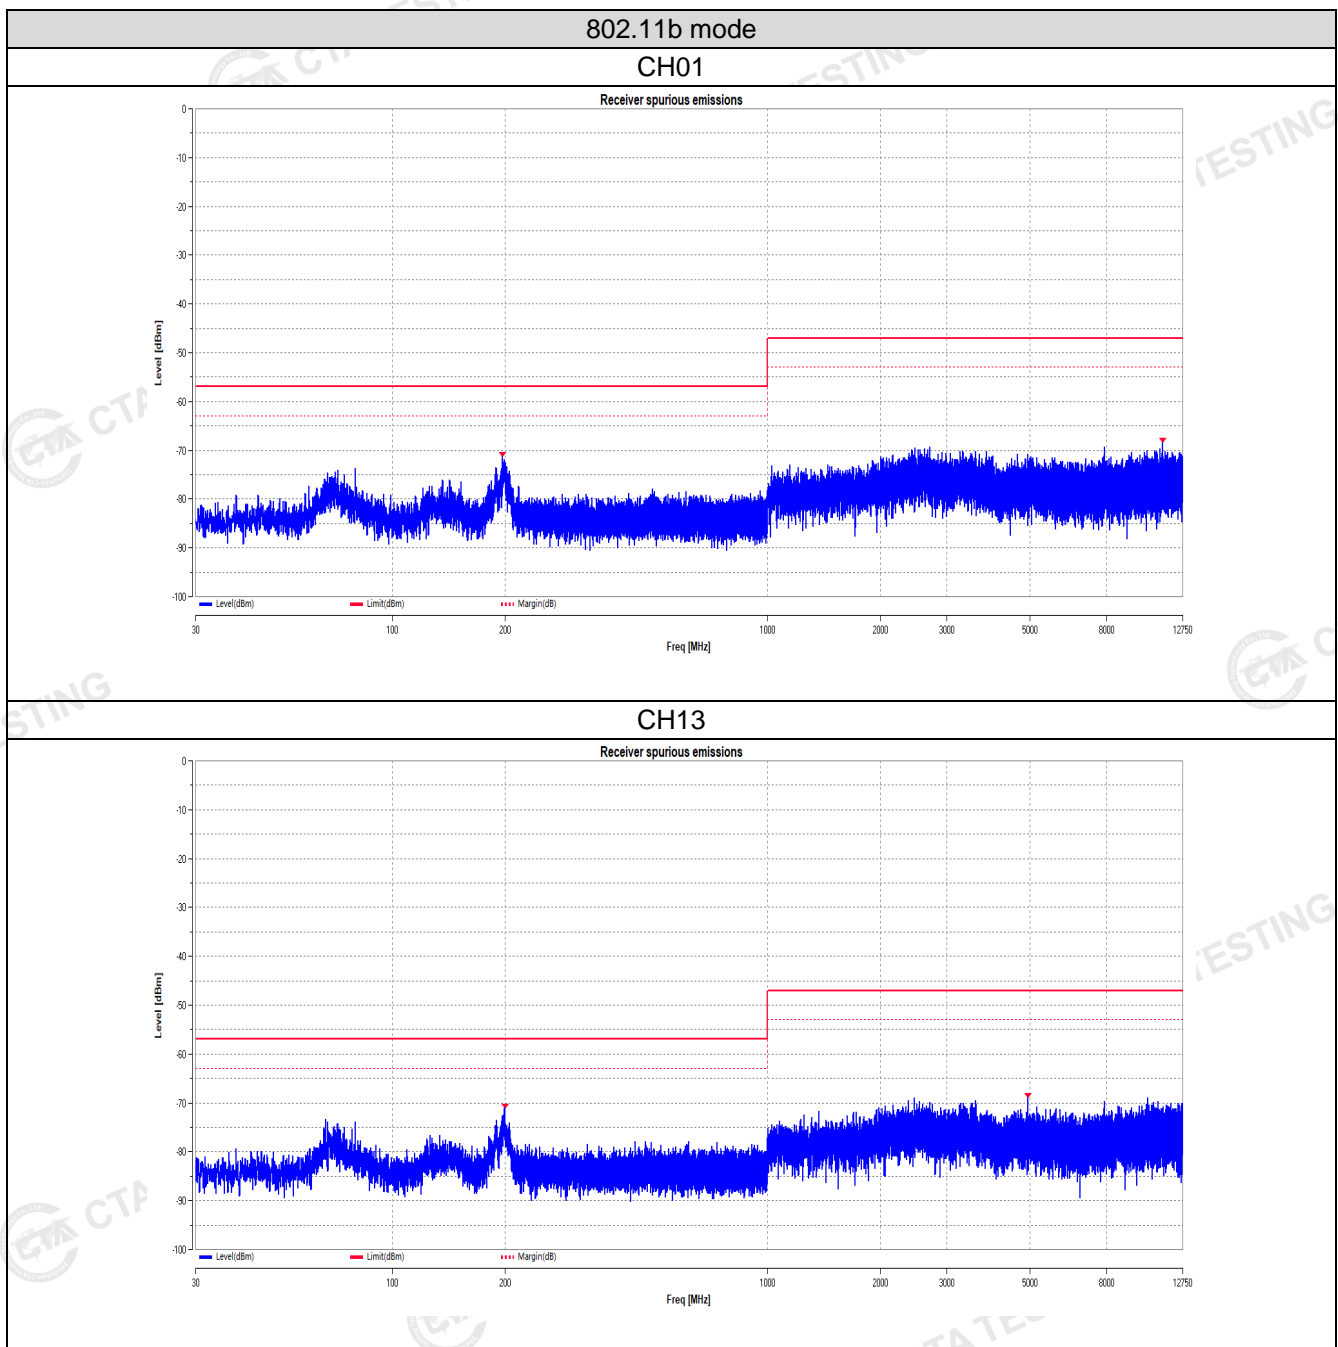 802.11b mode
CH01
Receiver spurious emissions
0
-10
-20
-30
-40
-50
-60
-70
-80
-90
-100
Level [dBm]
Level(dBm) Limit(dBm) Margin(dB)
30 100 200 1000 2000 3000 5000 8000 12750
Freq [MHz]
CH13
Receiver spurious emissions
0
-10
-20
-30
-40
-50
-60
-70
-80
-90
-100
Level [dBm]
Level(dBm) Limit(dBm) Margin(dB)
30 100 200 1000 2000 3000 5000 8000 12750
Freq [MHz]
CTA TESTING